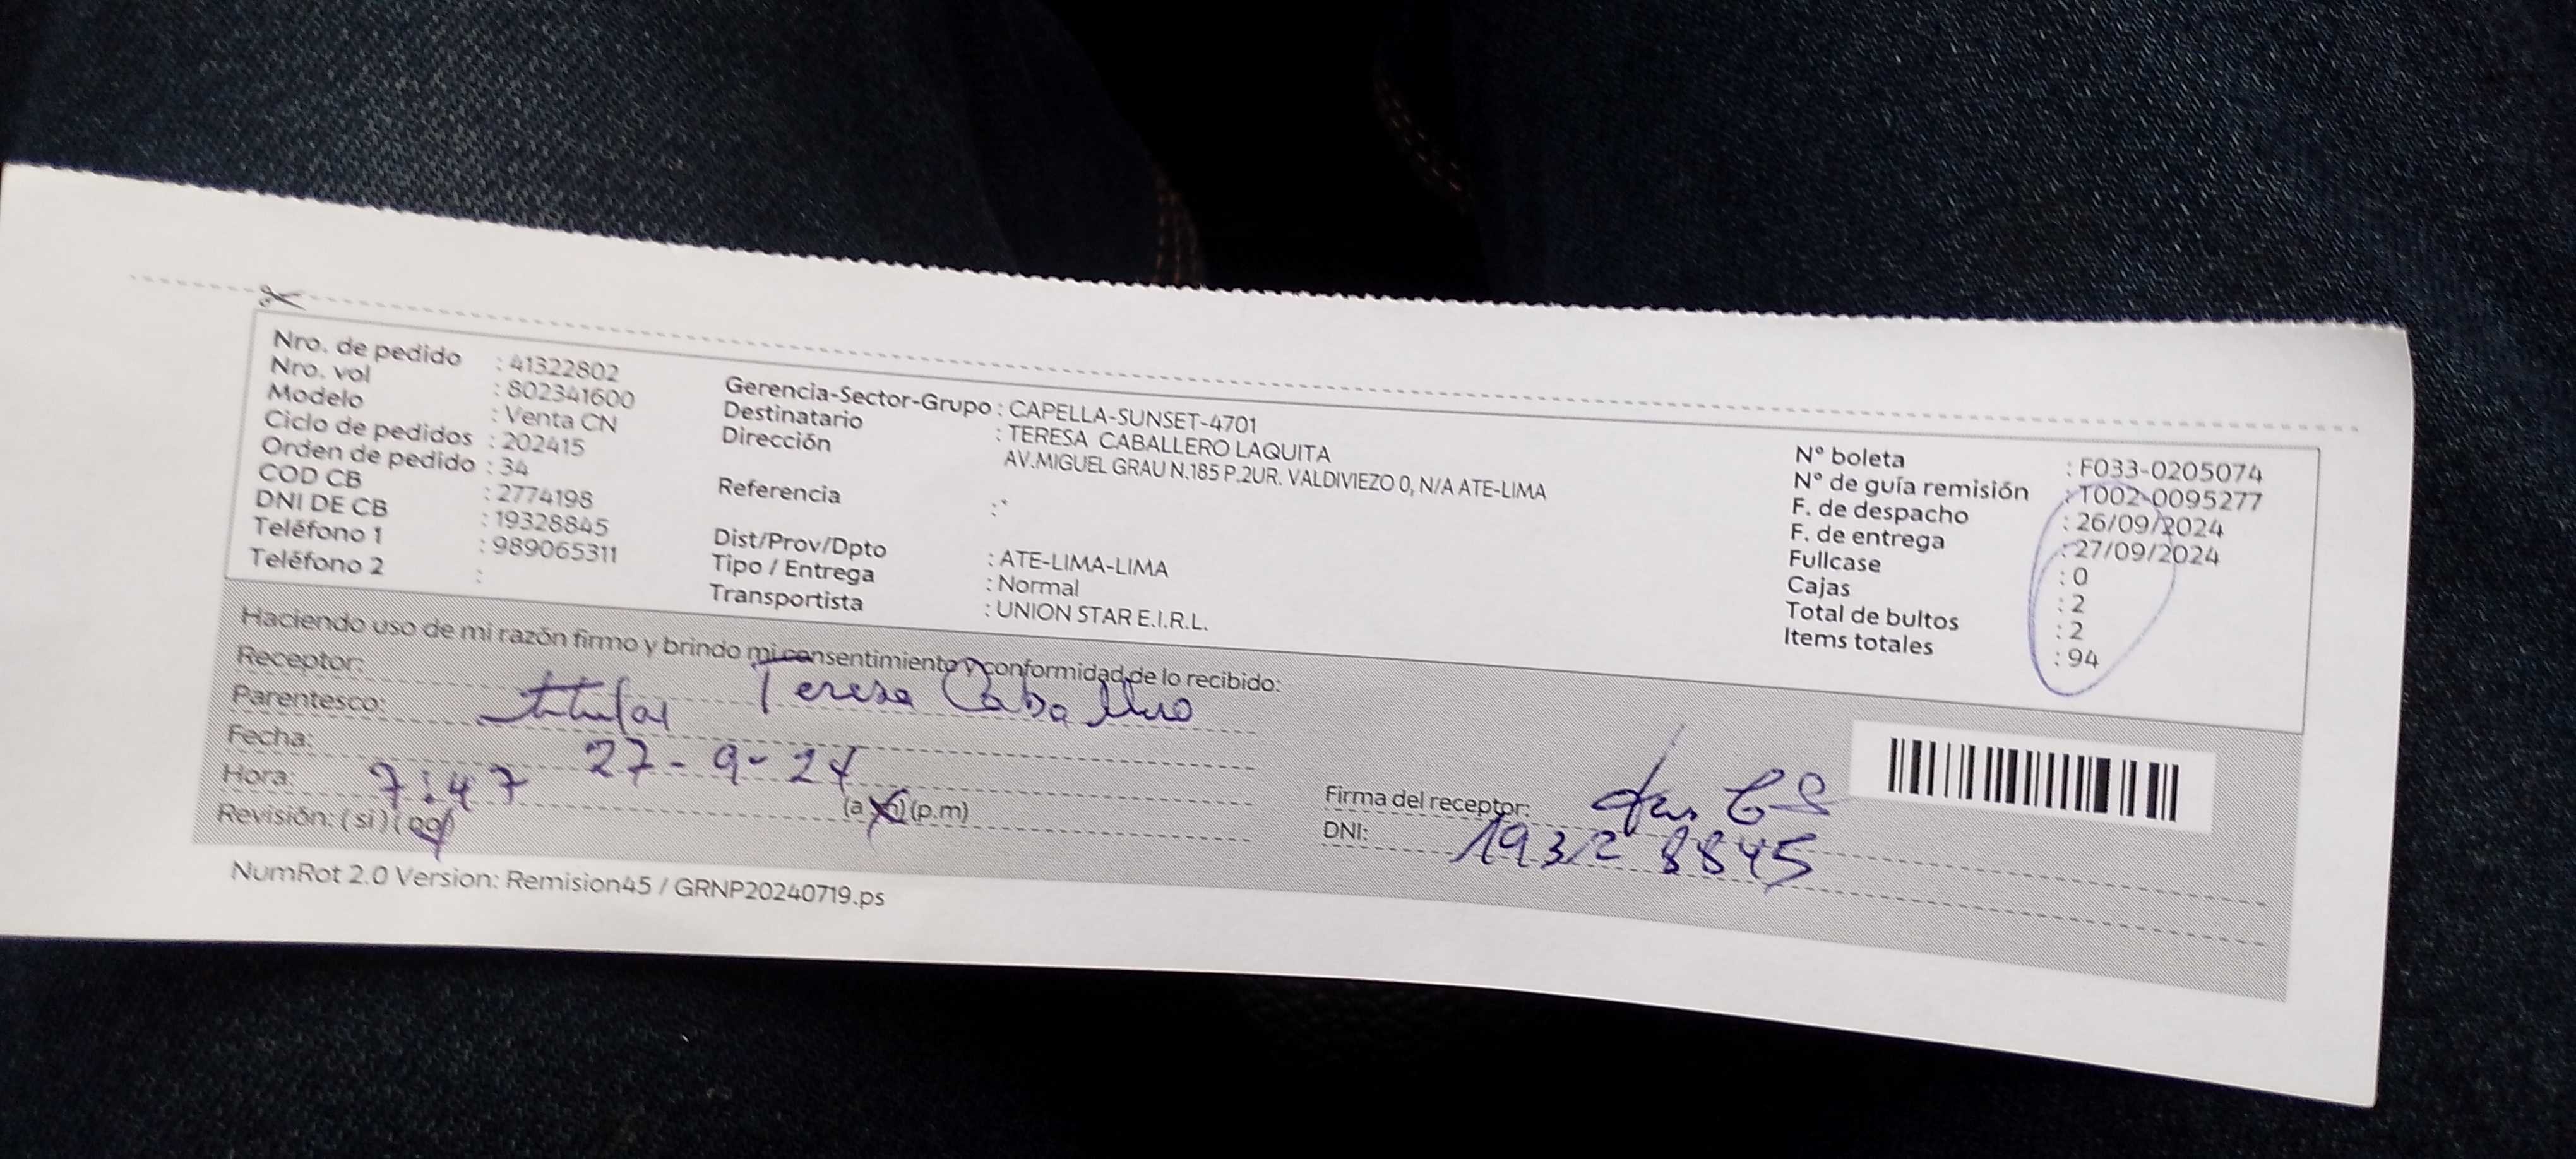 Nro. de pedido : 41322802
Nro. vol : 802341600
Modelo : Venta CN
Ciclo de pedidos : 202415
Orden de pedido : 34
COD CB : 2774198
DNI DE CB : 19328845
Teléfono 1 : 989065311
Teléfono 2 :
Gerencia-Sector-Grupo : CAPELLA-SUNSET-4701
Destinatario : TERESA CABALLERO LAQUITA
Dirección AV.MIGUEL GRAU N.185 P.2UR. VALDIVIEZO 0, N/A ATE-LIMA
Referencia :*
Dist/Prov/Dpto : ATE-LIMA-LIMA
Tipo / Entrega : Normal
Transportista : UNION STAR E.I.R.L.
N° boleta : F033-0205074
N° de guía remisión : T002-0095277
F. de despacho : 26/09/2024
F. de entrega : 27/09/2024
Fullcase : 0
Cajas : 2
Total de bultos : 2
Items totales : 94
Haciendo uso de mi razón firmo y brindo mi consentimiento y conformidad de lo recibido:
Receptor: Teresa Caballero
Parentesco: titular
Fecha: 27-9-24
Hora: 7:47 (a.m)(p.m)
Revisión: (si) (no)
Firma del receptor:
DNI: 19328845
NumRot 2.0 Version: Remision45 / GRNP20240719.ps